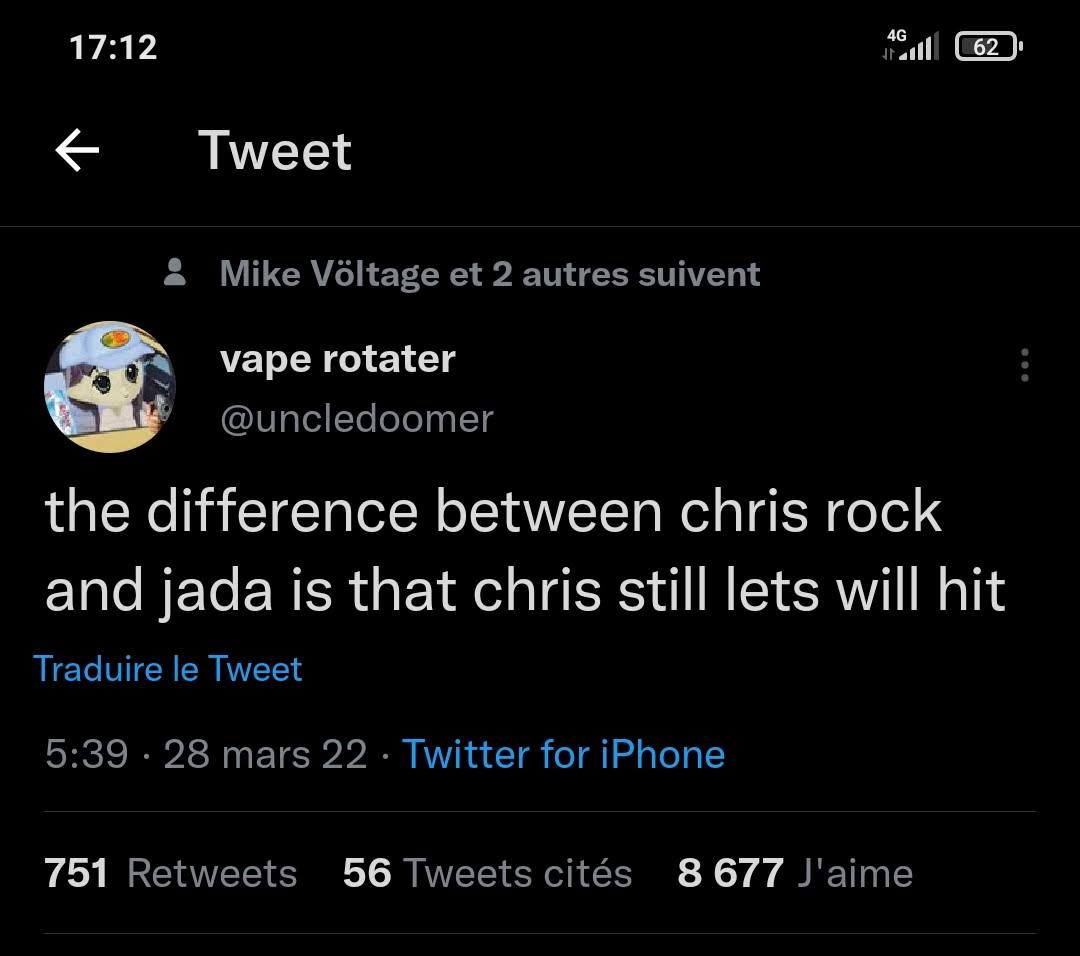 17:12
4G
62
Tweet
Mike Völtage et 2 autres suivent
vape rotater
@uncledoomer
the difference between chris rock
and jada is that chris still lets will hit
Traduire le Tweet
5:39 · 28 mars 22 · Twitter for iPhone
751 Retweets 56 Tweets cités 8 677 J'aime